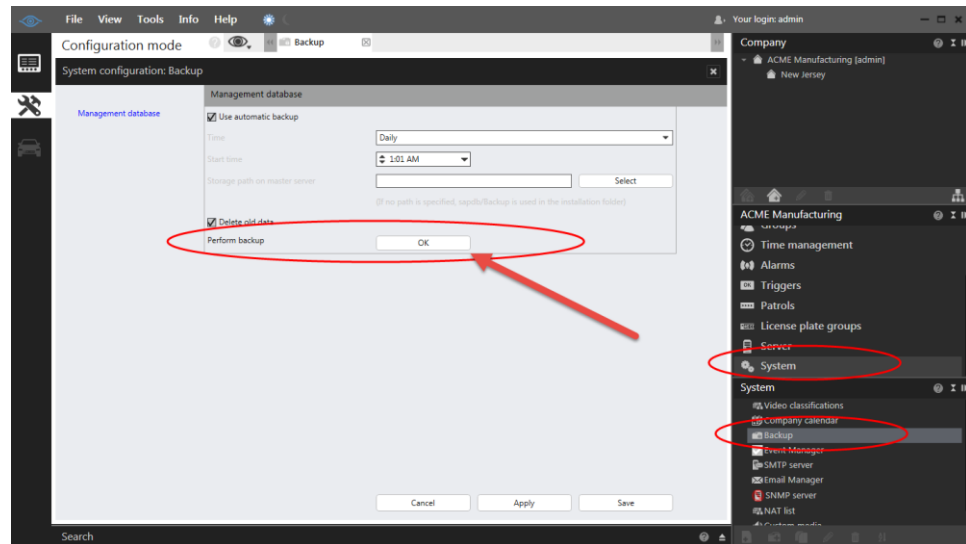 File View Tools Info Help
Your login: admin
Configuration mode
Backup
System configuration: Backup
Management database
Management database
Use automatic backup
Time
Daily
Start time
1:01 AM
Storage path on master server
Select
(If no path is specified, sapdb/Backup is used in the installation folder)
Delete old data
Perform backup
OK
Cancel Apply Save
Search
Company
ACME Manufacturing [admin]
New Jersey
ACME Manufacturing
Groups
Time management
Alarms
OK Triggers
Patrols
License plate groups
Server
System
System
Video classifications
Company calendar
Backup
Event Manager
SMTP server
Email Manager
SNMP server
NAT list
Custom media